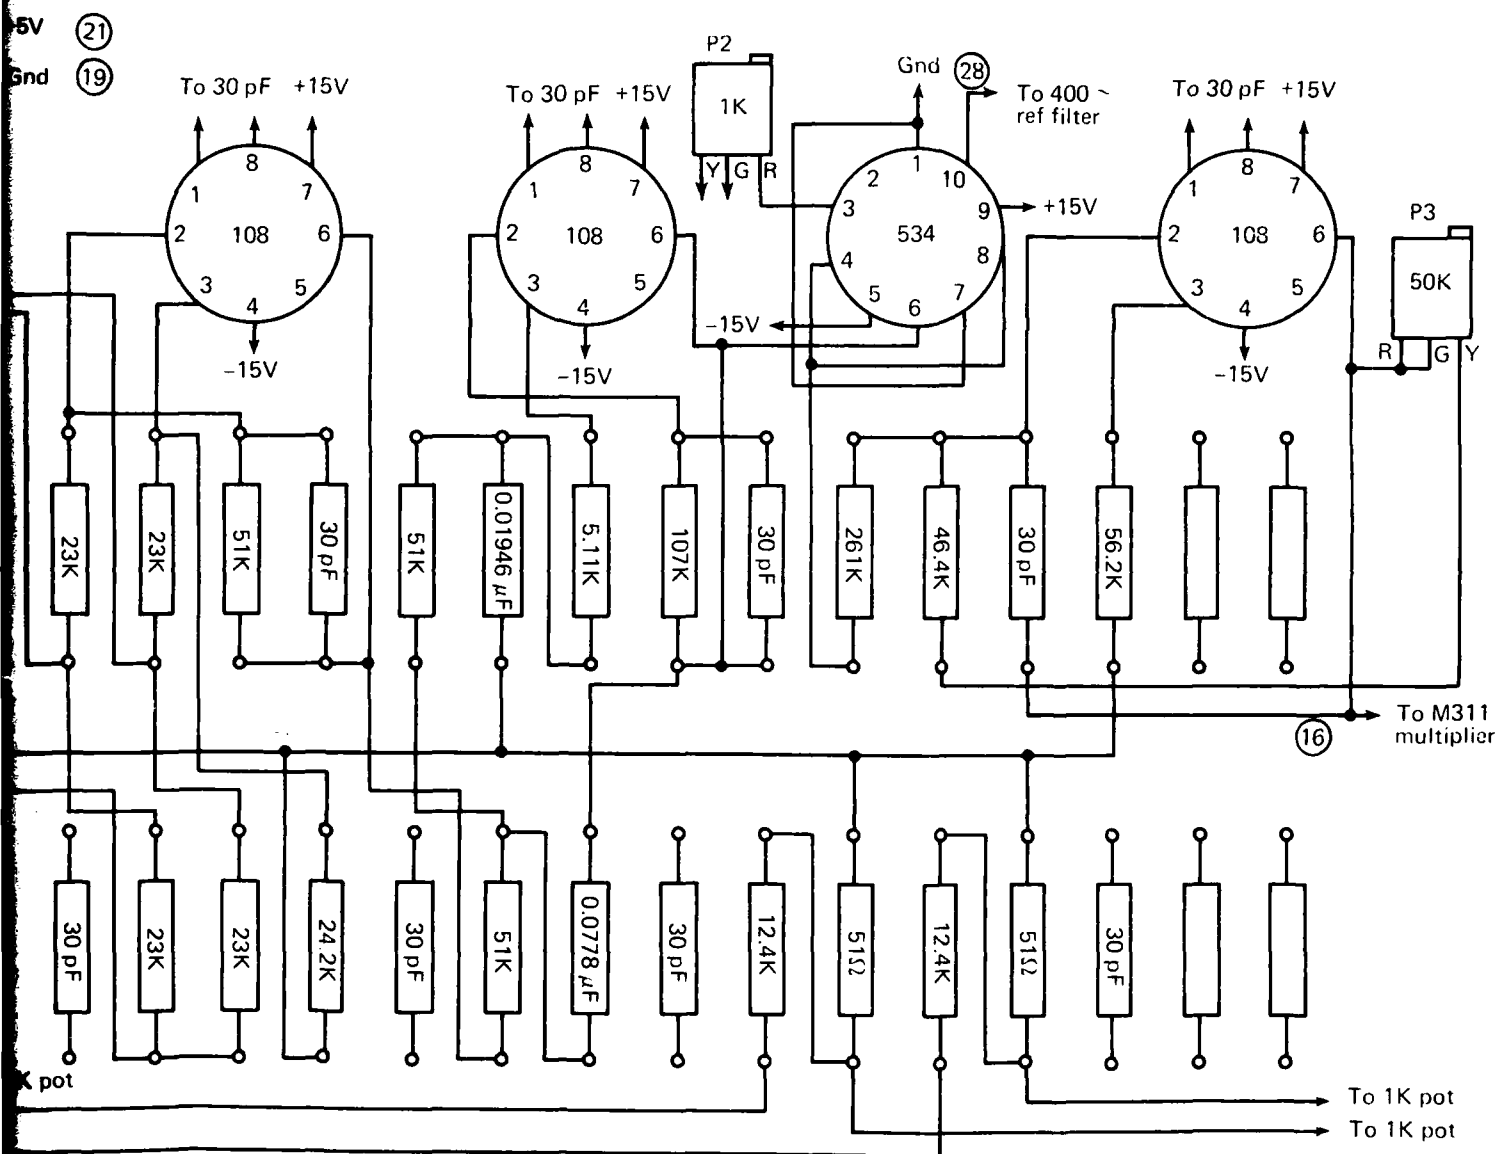 5V 21
Gnd 19
To 30 pF +15V
8
1
7
2 108 6
3
5
4
-15V
To 30 pF +15V
8
1
7
2 108 6
3
5
4
-15V
P2
1K
Y G R
Gnd 28
To 400 ~
ref filter
1
2
10
3
9 +15V
534
4
8
5
7
6
-15V
To 30 pF +15V
8
1
7
2 108 6
3
5
4
-15V
P3
50K
R G Y
23K
23K
51K
30 pF
51K
0.01946 µF
5.11K
107K
30 pF
261K
46.4K
30 pF
56.2K
To M311
multiplier
16
30 pF
23K
23K
24.2K
30 pF
51K
0.0778 µF
30 pF
12.4K
51Ω
12.4K
51Ω
30 pF
K pot
To 1K pot
To 1K pot